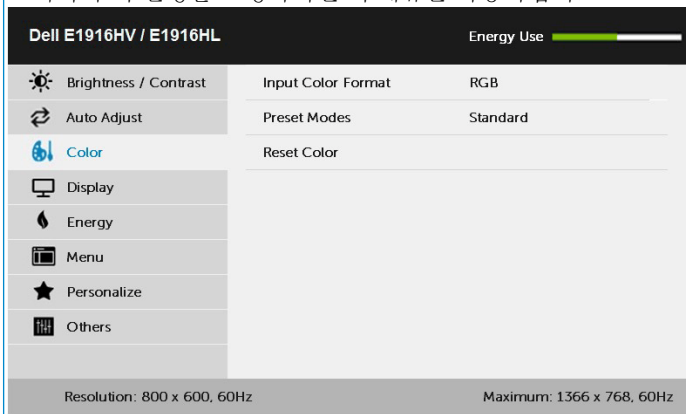 Dell E1916HV / E1916HL
Energy Use
Brightness / Contrast
Input Color Format
RGB
Auto Adjust
Preset Modes
Standard
Color
Reset Color
Display
Energy
Menu
Personalize
Others
Resolution: 800 x 600, 60Hz
Maximum: 1366 x 768, 60Hz